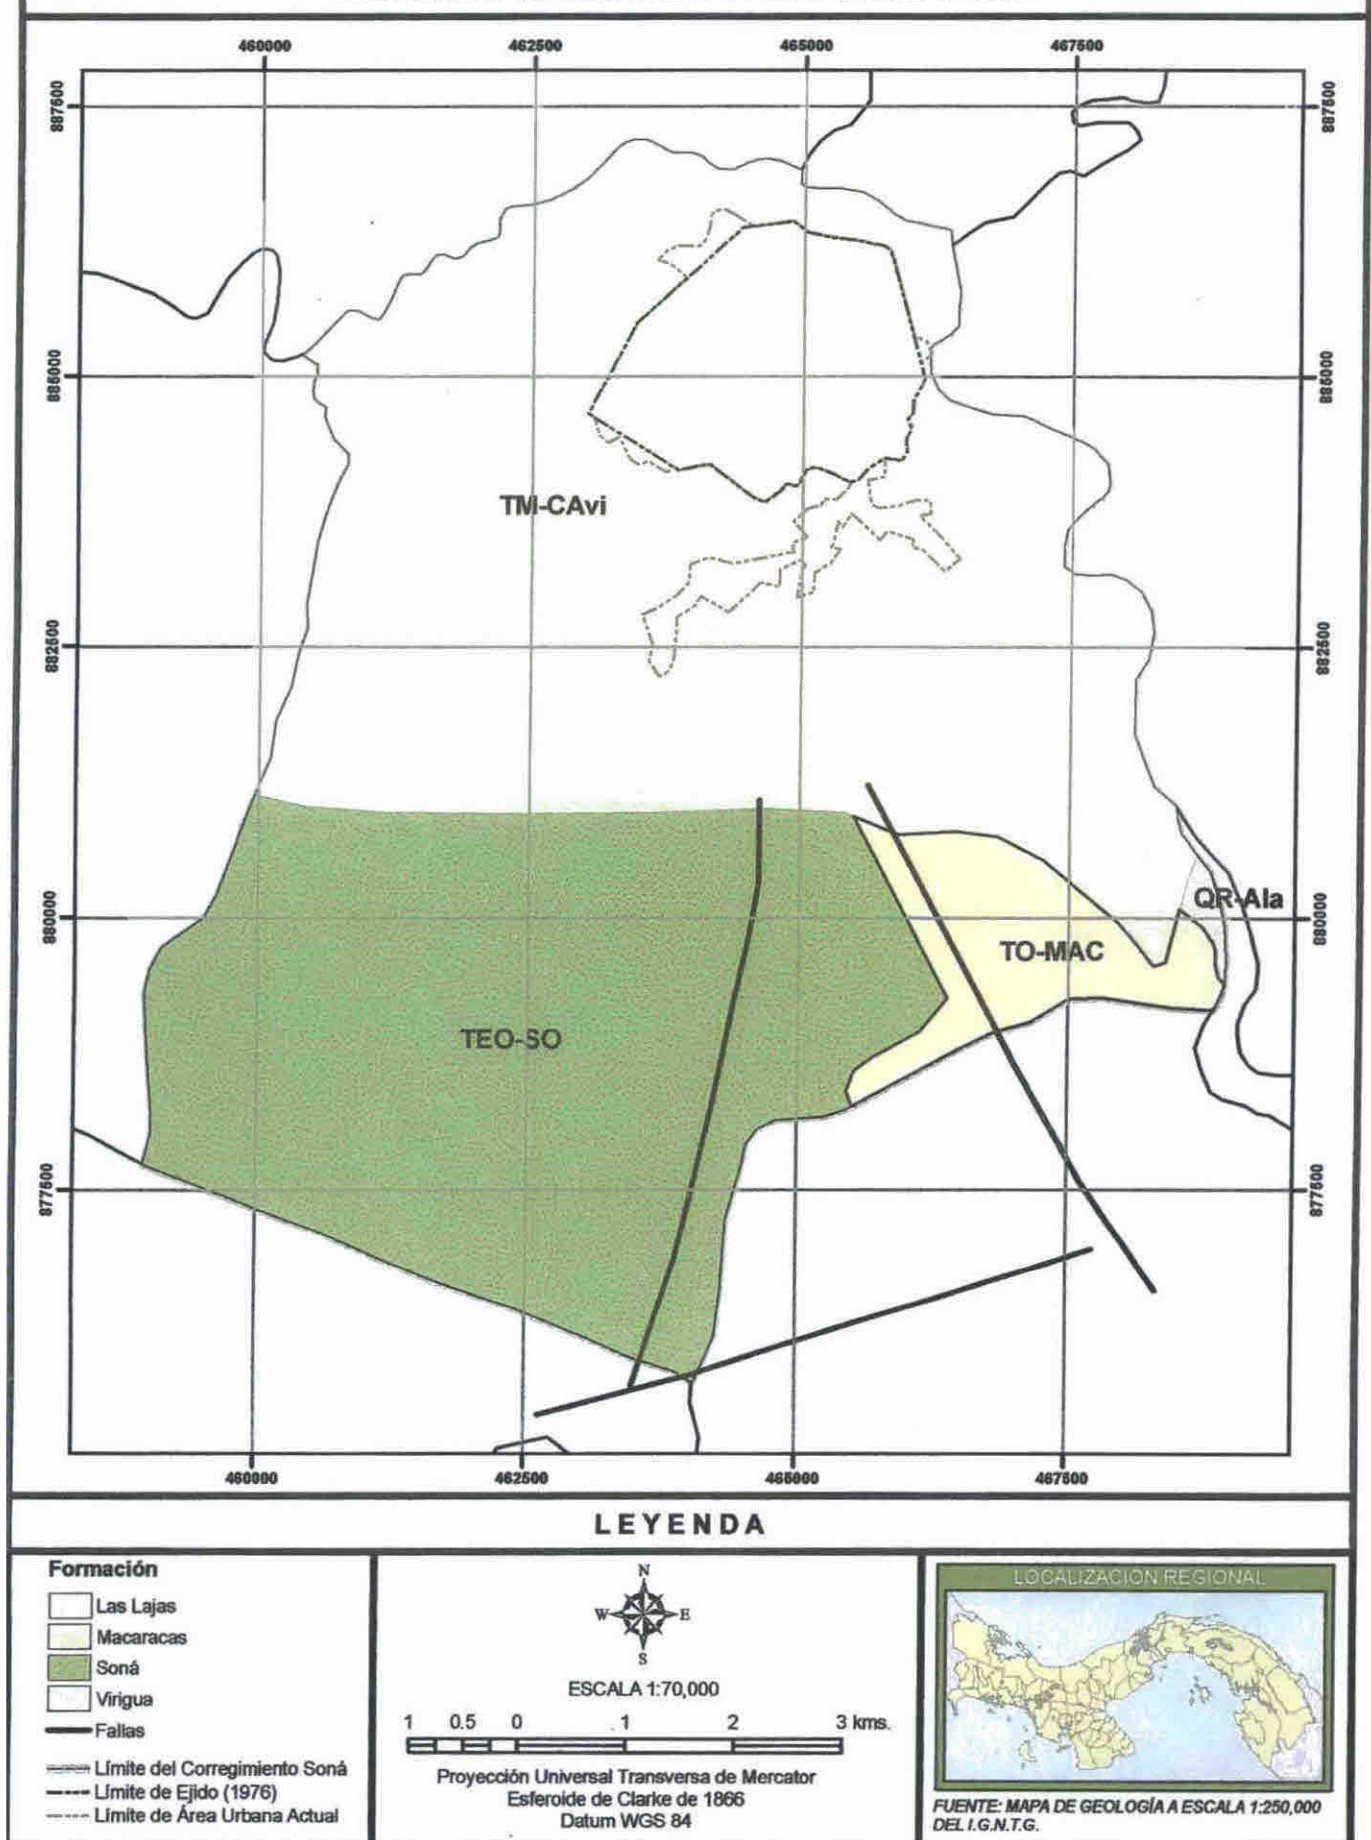 460000 462500 465000 467500
887500 887500
885000 885000
TM-CAvi
882500 882500
QR-Ala
880000 880000
TO-MAC
TEO-SO
877500 877500
460000 462500 465000 467500
LEYENDA
Formación
Las Lajas
Macaracas
Soná
Virigua
Fallas
Límite del Corregimiento Soná
Límite de Ejido (1976)
Límite de Área Urbana Actual
N
W E
S
ESCALA 1:70,000
1 0.5 0 1 2 3 kms.
Proyección Universal Transversa de Mercator
Esferoide de Clarke de 1866
Datum WGS 84
LOCALIZACION REGIONAL
FUENTE: MAPA DE GEOLOGÍA A ESCALA 1:250,000
DEL I.G.N.T.G.